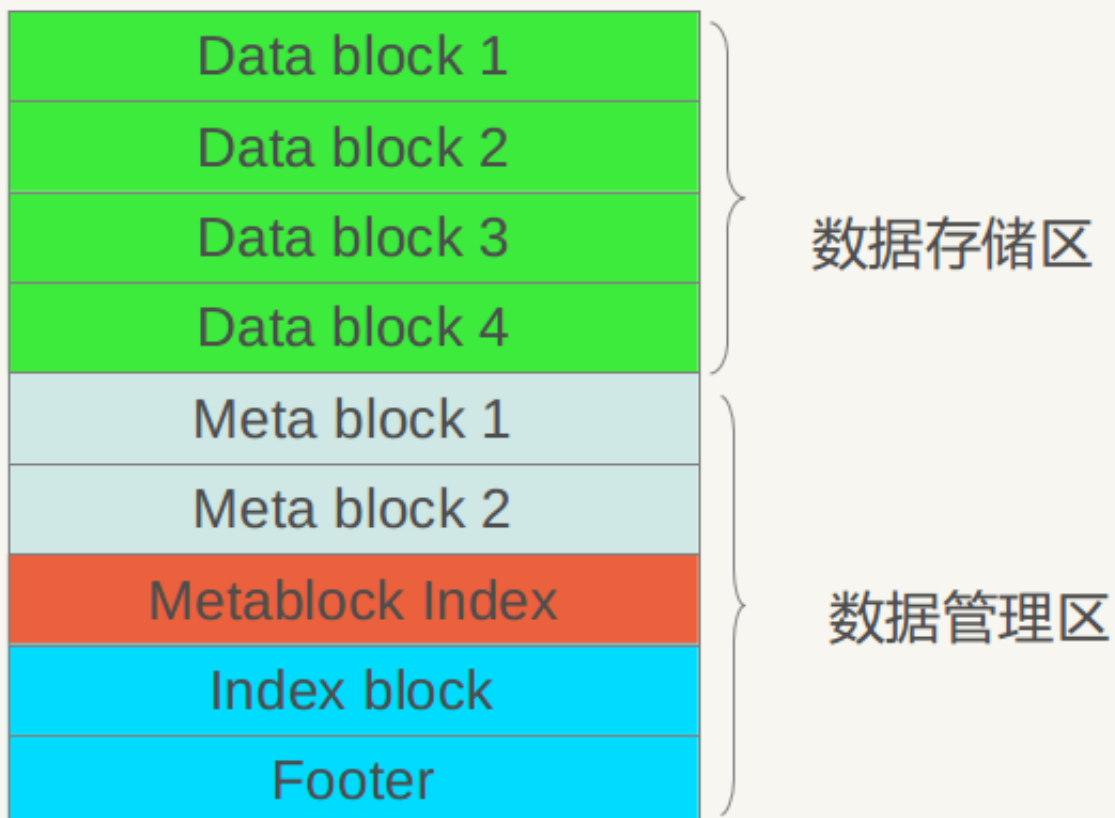 Data block 1
Data block 2
Data block 3
数据存储区
Data block 4
Meta block 1
Meta block 2
Metablock Index
数据管理区
Index block
Footer